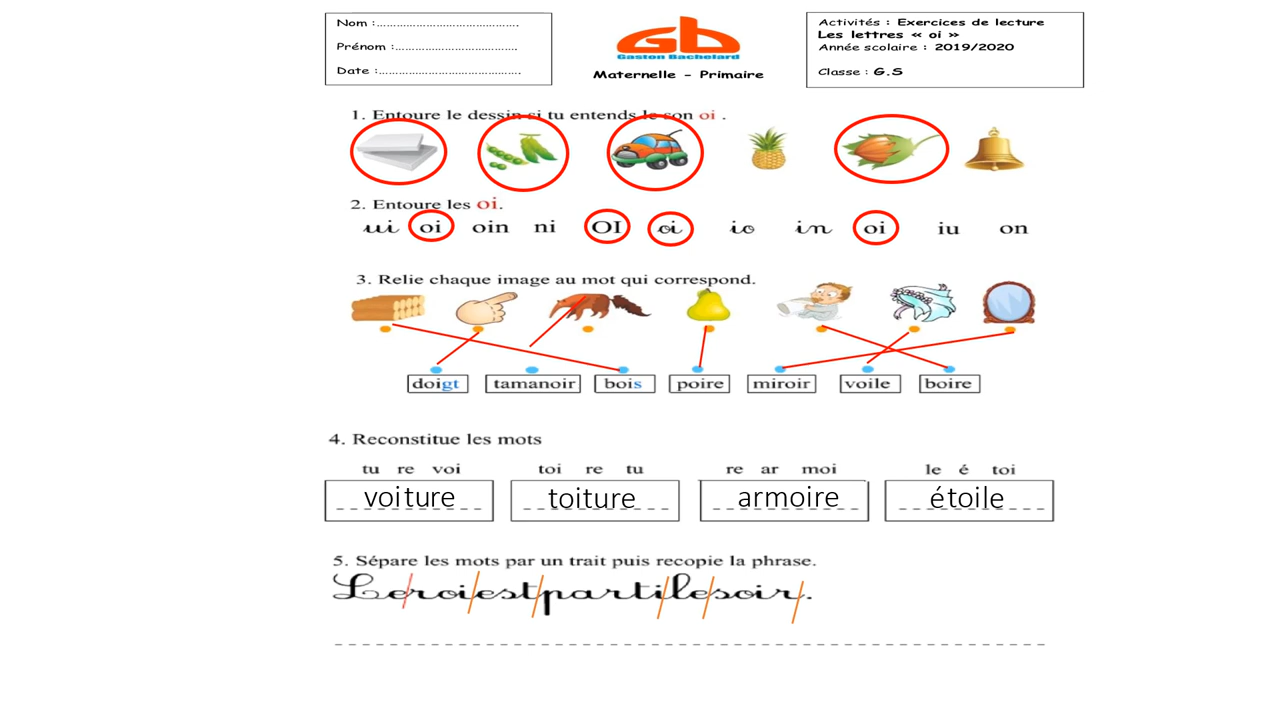 Nom :……………………………………
Prénom :……………………………….
Date :…………………………………….
Gb
Gaston Bachelard
Maternelle - Primaire
Activités : Exercices de lecture
Les lettres « oi »
Année scolaire : 2019/2020
Classe : G.S
1. Entoure le dessin si tu entends le son oi .
2. Entoure les oi.
ui oi oin ni OI oi io in oi iu on
3. Relie chaque image au mot qui correspond.
doigt tamanoir bois poire miroir voile boire
4. Reconstitue les mots
tu re voi toi re tu re ar moi le é toi
voiture toiture armoire étoile
5. Sépare les mots par un trait puis recopie la phrase.
Leroiestpartilesoir.